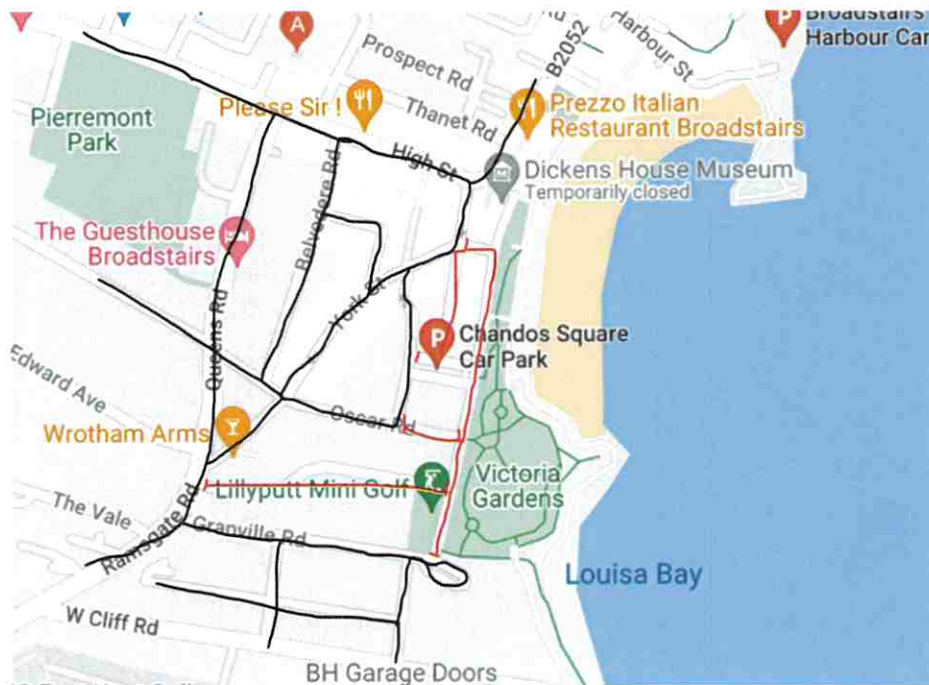 Broadstairs
Harbour Car
A
P
Harbour St
Prospect Rd
B2052
Rd
Please Sir !
Thanet Rd
Prezzo Italian
Restaurant Broadstairs
Pierremont
Park
High St
Dickens House Museum
Temporarily closed
Belvedere Rd
The Guesthouse
Broadstairs
Queens Rd
York St
P
Chandos Square
Car Park
Edward Ave
Oscar Rd
Wrotham Arms
Lillyputt Mini Golf
Victoria
Gardens
The Vale
Ramsgate Rd
Granville Rd
Louisa Bay
W Cliff Rd
BH Garage Doors